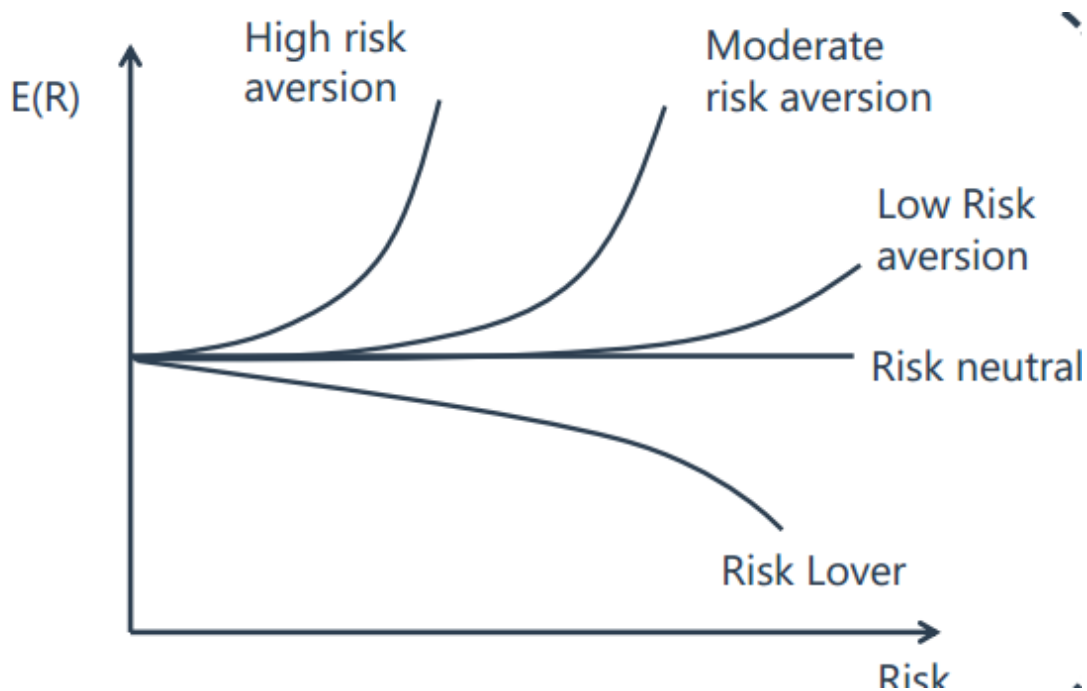 High risk
aversion
Moderate
risk aversion
E(R)
Low Risk
aversion
Risk neutral
Risk Lover
Risk